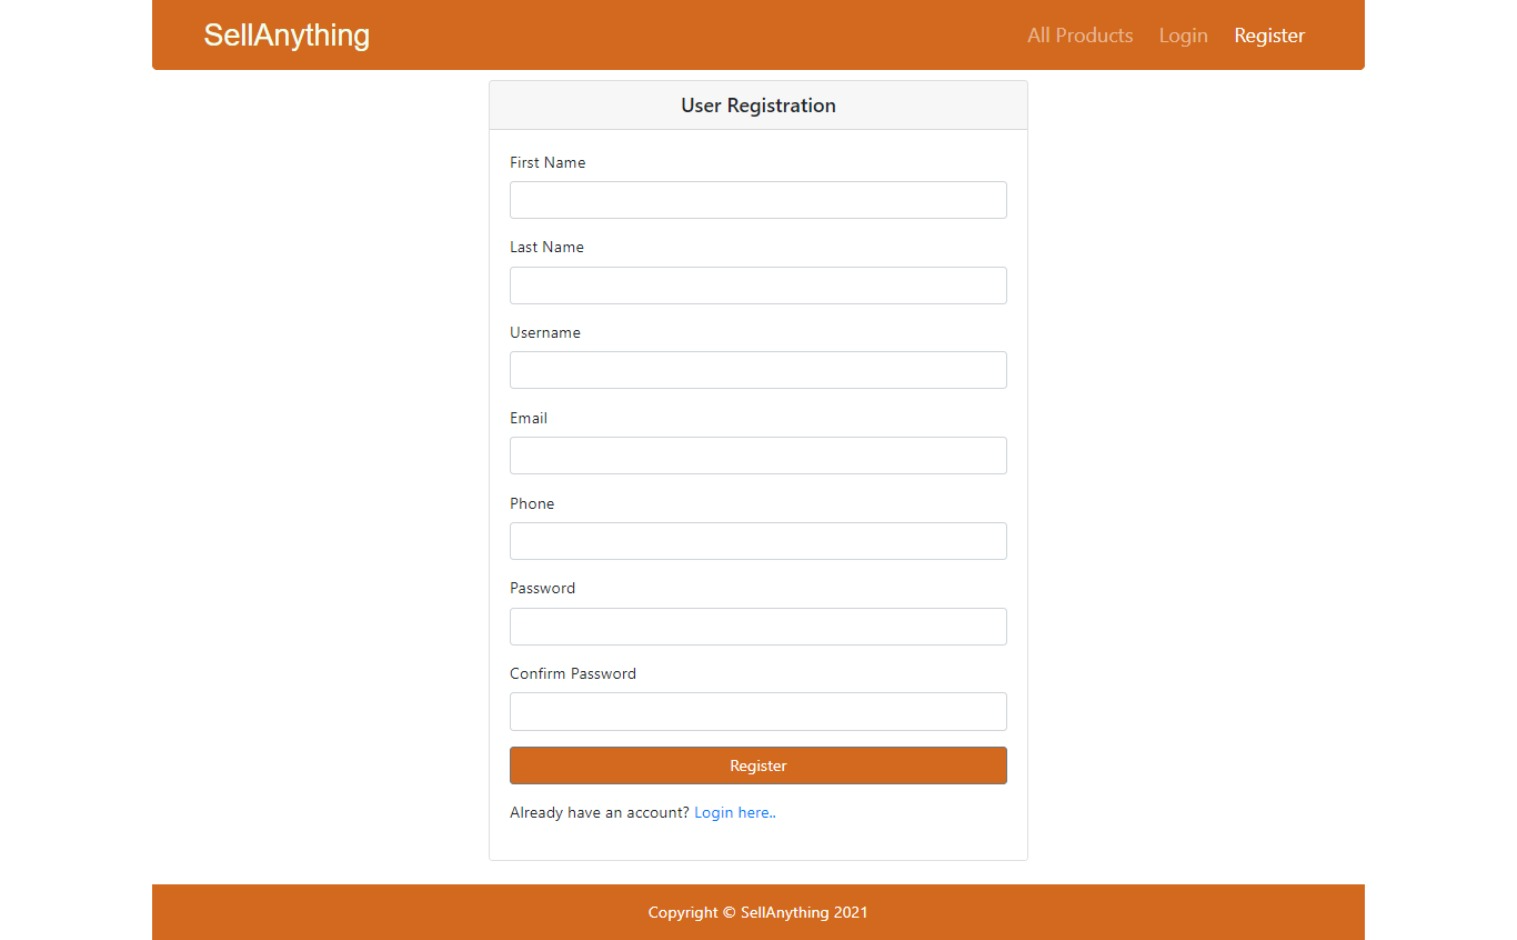 SellAnything
All Products Login Register
User Registration
First Name
Last Name
Username
Email
Phone
Password
Confirm Password
Register
Already have an account? Login here..
Copyright © SellAnything 2021